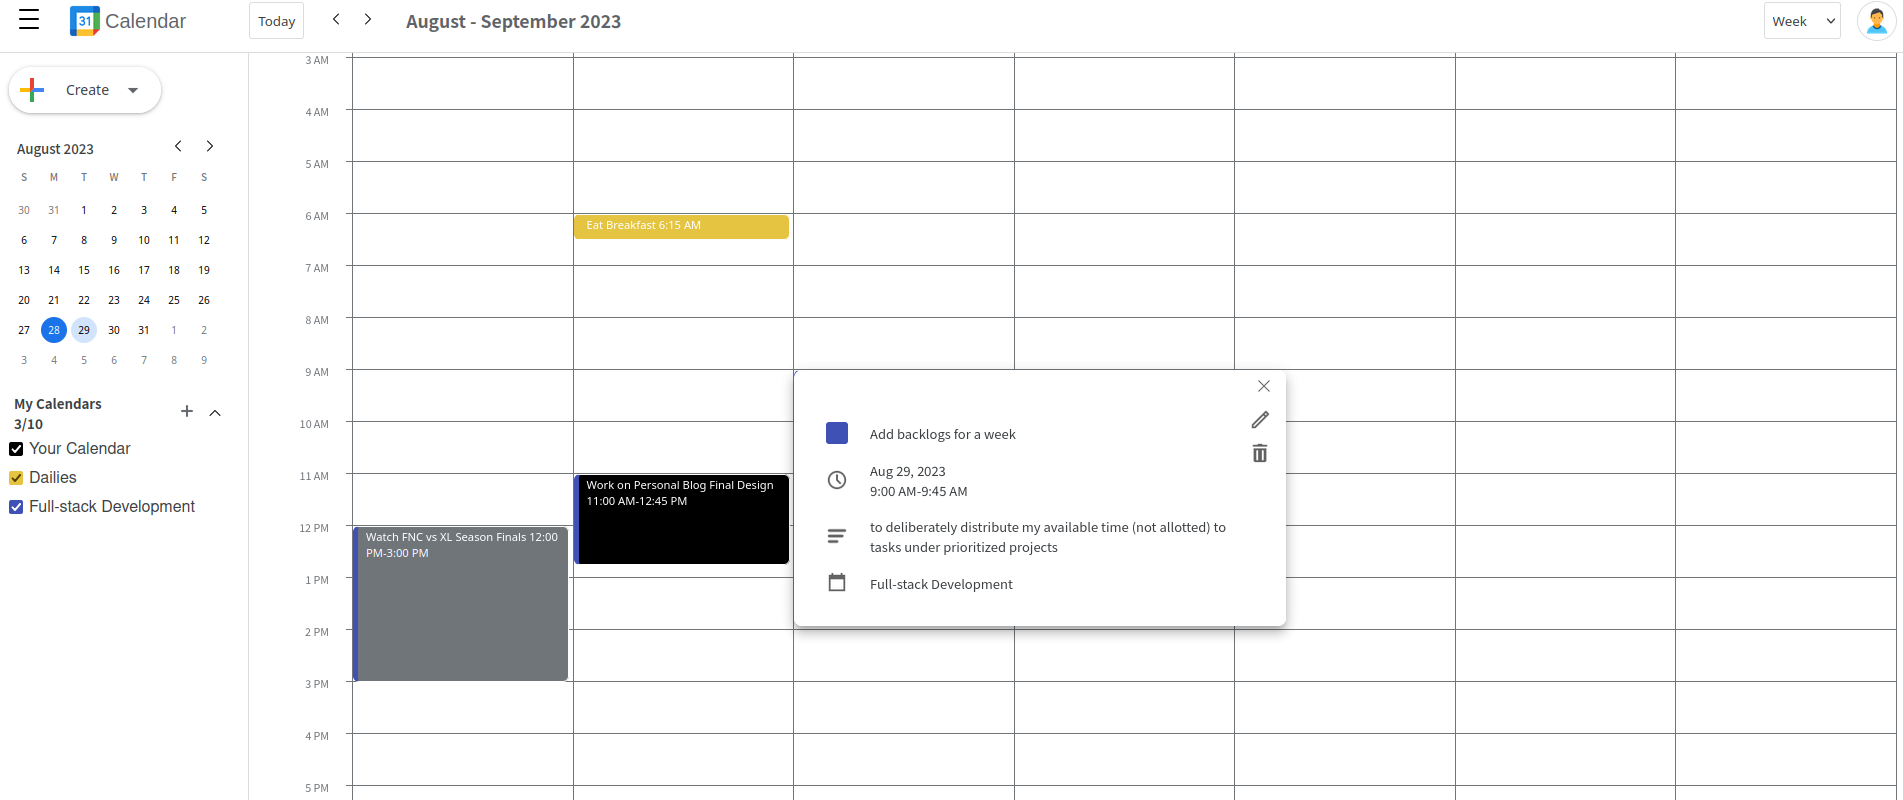 31 Calendar
Today
August - September 2023
Week
Create
August 2023
S M T W T F S
30 31 1 2 3 4 5
6 7 8 9 10 11 12
13 14 15 16 17 18 19
20 21 22 23 24 25 26
27 28 29 30 31 1 2
3 4 5 6 7 8 9
My Calendars
3/10
Your Calendar
Dailies
Full-stack Development
3 AM
4 AM
5 AM
6 AM
7 AM
8 AM
9 AM
10 AM
11 AM
12 PM
1 PM
2 PM
3 PM
4 PM
5 PM
Watch FNC vs XL Season Finals 12:00
PM-3:00 PM
Eat Breakfast 6:15 AM
Work on Personal Blog Final Design
11:00 AM-12:45 PM
Add backlogs for a week
Aug 29, 2023
9:00 AM-9:45 AM
to deliberately distribute my available time (not allotted) to
tasks under prioritized projects
Full-stack Development